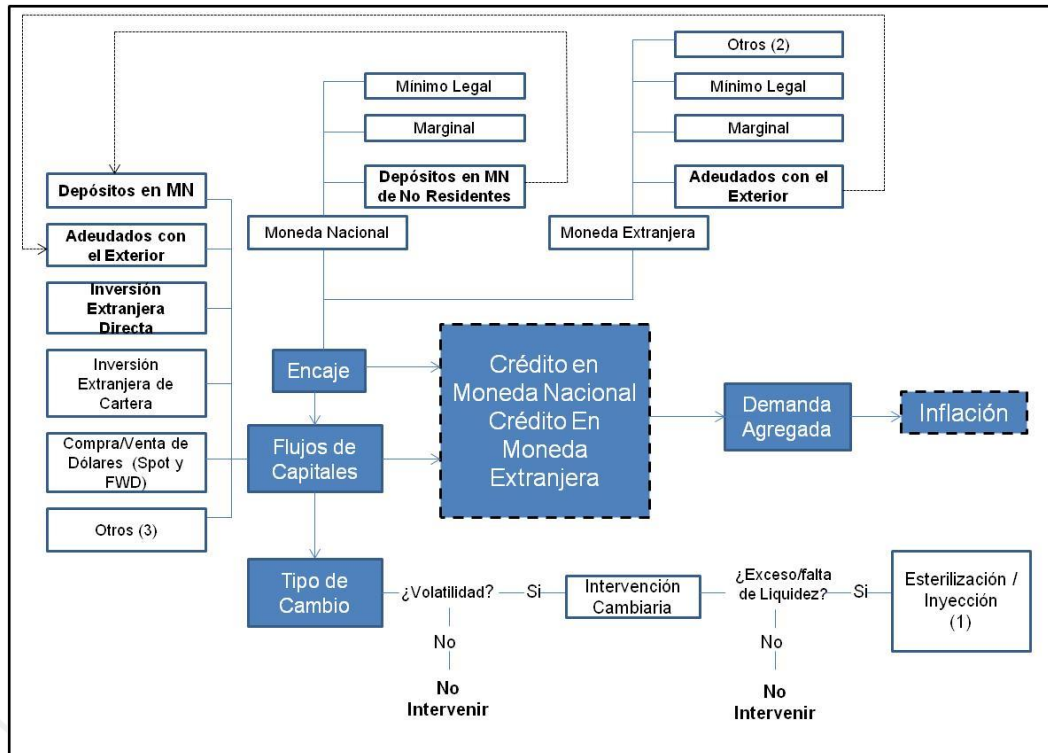 Otros (2)
Mínimo Legal
Mínimo Legal
Marginal
Marginal
Depósitos en MN
de No Residentes
Adeudados con el
Exterior
Depósitos en MN
Moneda Nacional
Moneda Extranjera
Adeudados con
el Exterior
Inversión
Extranjera
Directa
Inversión
Extranjera de
Cartera
Compra/Venta de
Dólares (Spot y
FWD)
Otros (3)
Encaje
Flujos de
Capitales
Tipo de
Cambio
Crédito en
Moneda Nacional
Crédito En
Moneda
Extranjera
Demanda
Agregada
Inflación
¿Volatilidad?
Si
No
No
Intervenir
Intervención
Cambiaria
¿Exceso/falta
de Liquidez?
Si
No
No
Intervenir
Esterilización /
Inyección
(1)